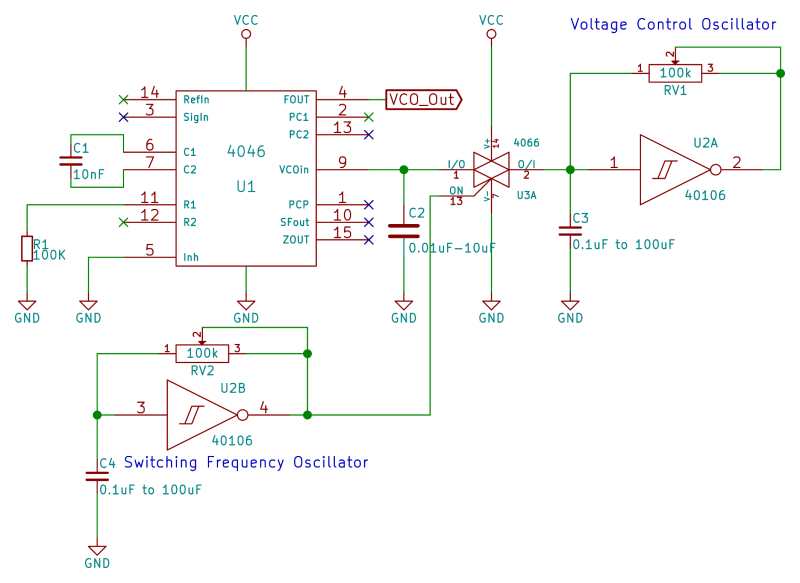 Voltage Control Oscillator
VCC
VCC
2
1 100k 3
RV1
14 RefIn
FOUT 4 VCO_Out
3 SigIn
PC1 2
PC2 13
4046
U1
C1
10nF
6 C1
7 C2
VCOin 9
V+ 14
4066
I/O 1
O/I 2
ON 13
U3A
V- 7
U2A
1
2
40106
11 R1
12 R2
PCP 1
SFout 10
ZOUT 15
C2
0.01uF-10uF
C3
0.1uF to 100uF
R1
100K
5 Inh
GND
GND
GND
GND
GND
GND
2
1 100k 3
RV2
U2B
3
4
40106
Switching Frequency Oscillator
C4
0.1uF to 100uF
GND